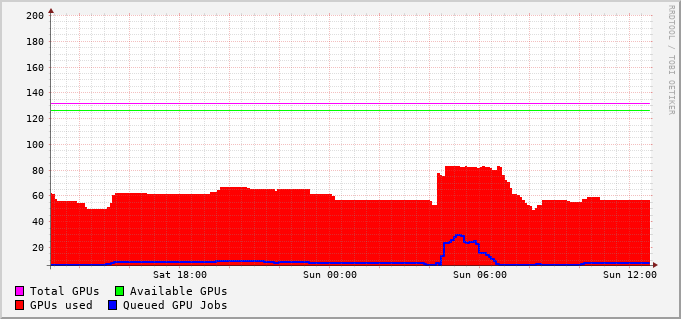 200
180
160
140
120
100
80
60
40
20
Sat 18:00 Sun 00:00 Sun 06:00 Sun 12:00
Total GPUs Available GPUs
GPUs used Queued GPU Jobs
RRDTOOL / TOBI OETIKER